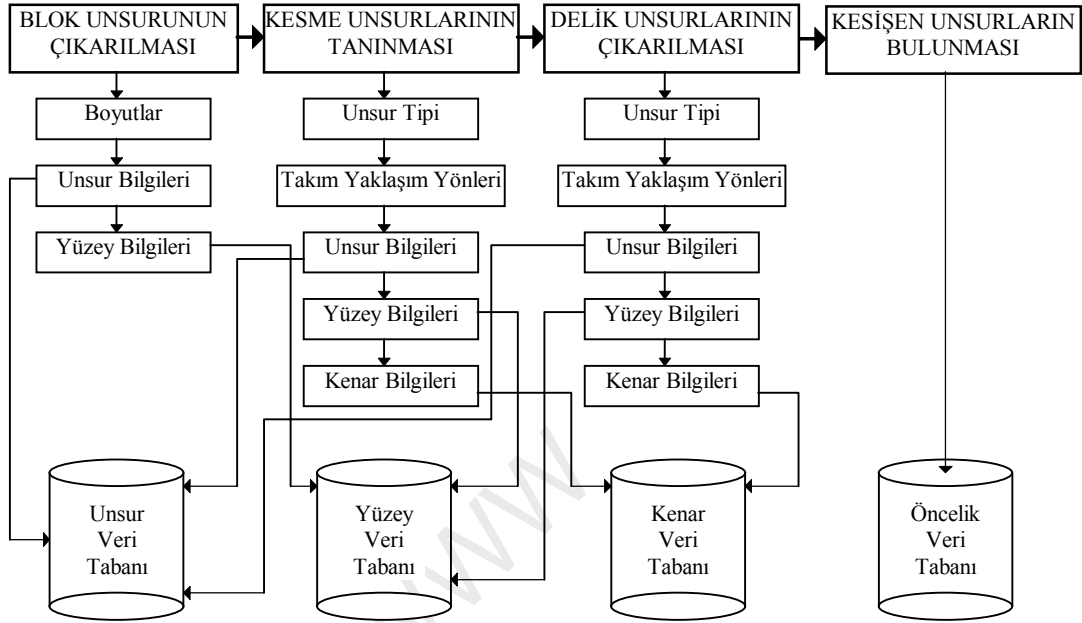 BLOK UNSURUNUN
ÇIKARILMASI
KESME UNSURLARININ
TANINMASI
DELİK UNSURLARININ
ÇIKARILMASI
KESİŞEN UNSURLARIN
BULUNMASI
Boyutlar
Unsur Bilgileri
Yüzey Bilgileri
Unsur Tipi
Takım Yaklaşım Yönleri
Unsur Bilgileri
Yüzey Bilgileri
Kenar Bilgileri
Unsur Tipi
Takım Yaklaşım Yönleri
Unsur Bilgileri
Yüzey Bilgileri
Kenar Bilgileri
Unsur
Veri
Tabanı
Yüzey
Veri
Tabanı
Kenar
Veri
Tabanı
Öncelik
Veri
Tabanı